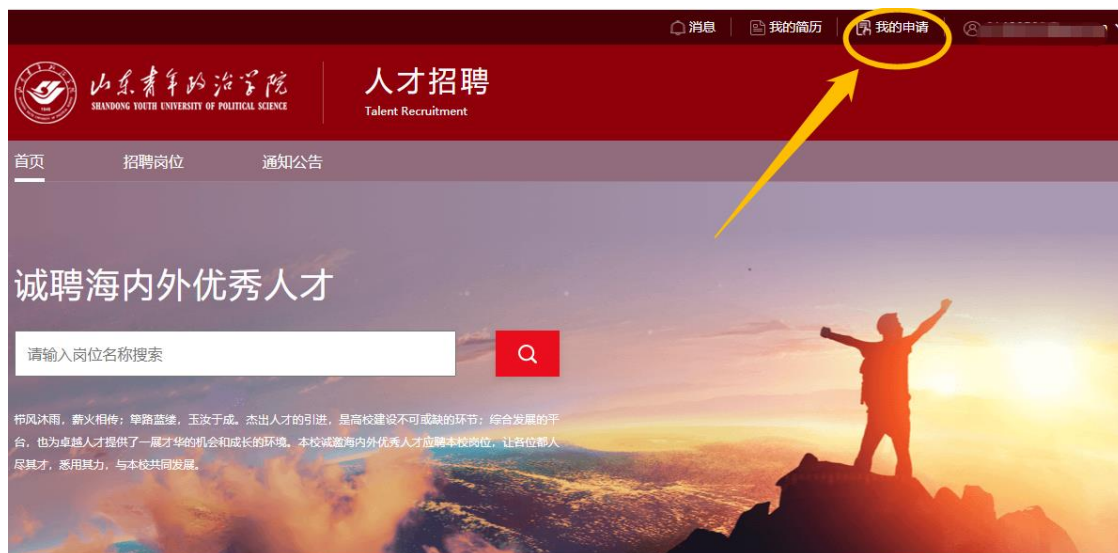 消息 我的简历 我的申请
山东青年政治学院
SHANDONG YOUTH UNIVERSITY OF POLITICAL SCIENCE
人才招聘
Talent Recruitment
首页 招聘岗位 通知公告
诚聘海内外优秀人才
请输入岗位名称搜索
栉风沐雨，薪火相传；筚路蓝缕，玉汝于成。杰出人才的引进，是高校建设不可或缺的环节；综合发展的平
台，也为卓越人才提供了一展才华的机会和成长的环境。本校诚邀海内外优秀人才应聘本校岗位，让各位都人
尽其才，悉用其力，与本校共同发展。